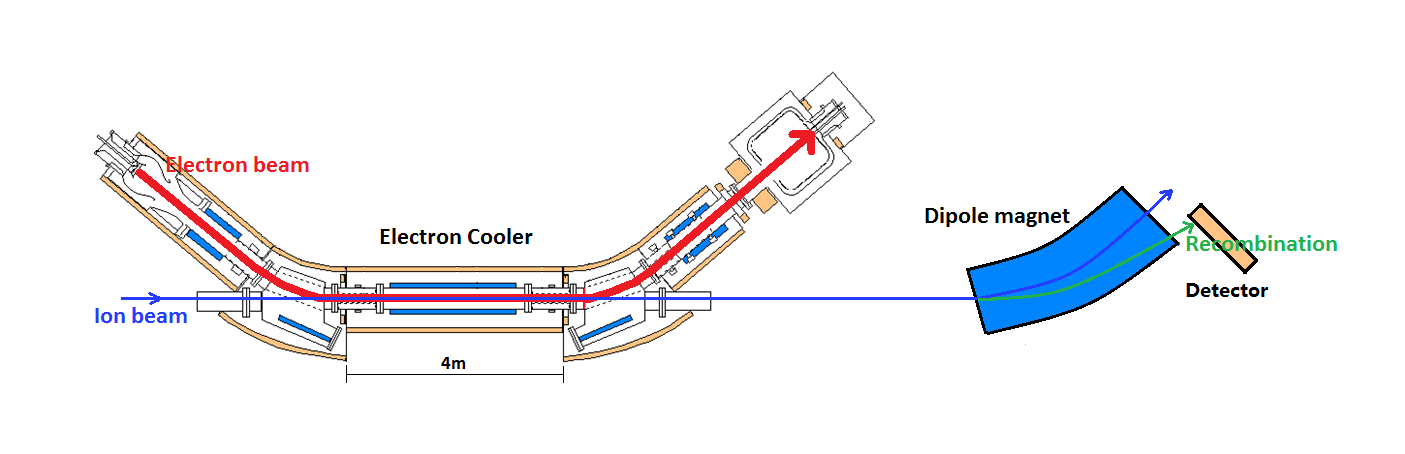 Electron beam
Electron Cooler
Dipole magnet
Recombination
Detector
Ion beam
4m